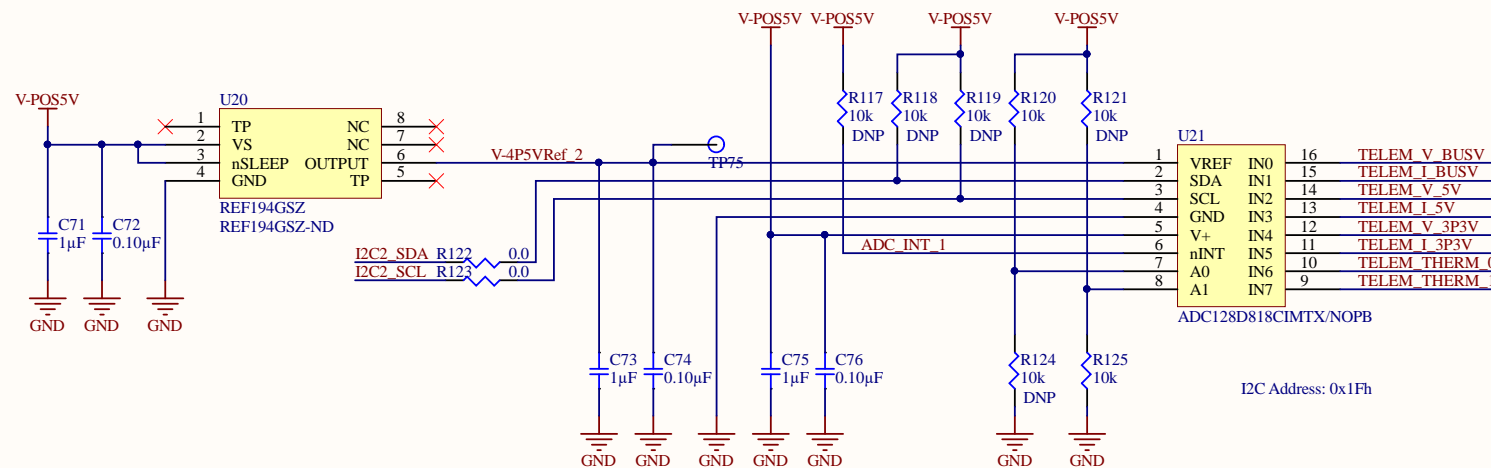 V-POS5V V-POS5V V-POS5V V-POS5V
V-POS5V
U20
1 TP NC 8
2 VS NC 7
3 nSLEEP OUTPUT 6
4 GND TP 5
REF194GSZ
REF194GSZ-ND
C71
1µF
C72
0.10µF
GND GND GND
V-4P5VRef_2
TP75
I2C2_SDA R122 0.0
I2C2_SCL R123 0.0
R117
10k
DNP
R118
10k
DNP
R119
10k
DNP
R120
10k
R121
10k
DNP
ADC_INT_1
U21
1 VREF IN0 16 TELEM_V_BUSV
2 SDA IN1 15 TELEM_I_BUSV
3 SCL IN2 14 TELEM_V_5V
4 GND IN3 13 TELEM_I_5V
5 V+ IN4 12 TELEM_V_3P3V
6 nINT IN5 11 TELEM_I_3P3V
7 A0 IN6 10 TELEM_THERM_0
8 A1 IN7 9 TELEM_THERM_
ADC128D818CIMTX/NOPB
C73
1µF
C74
0.10µF
C75
1µF
C76
0.10µF
R124
10k
DNP
R125
10k
I2C Address: 0x1Fh
GND GND GND GND GND GND GND